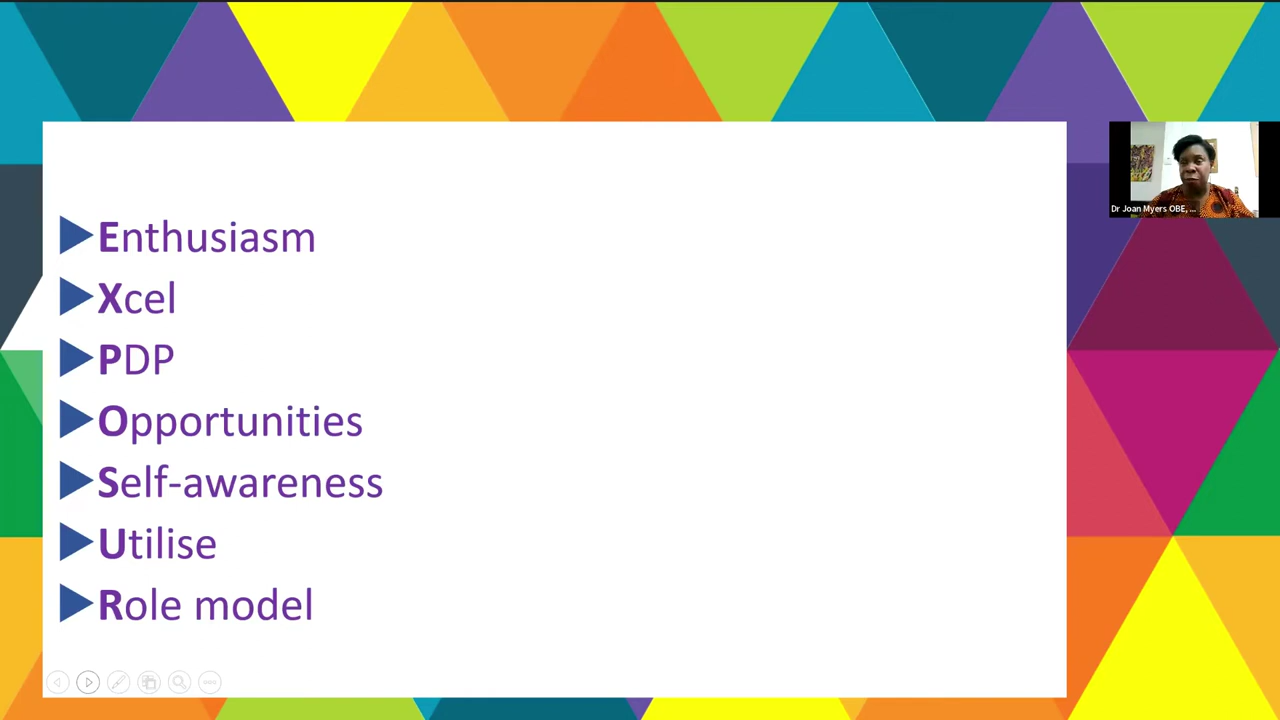 Enthusiasm
Xcel
PDP
Opportunities
Self-awareness
Utilise
Role model
Dr Joan Myers OBE, ...